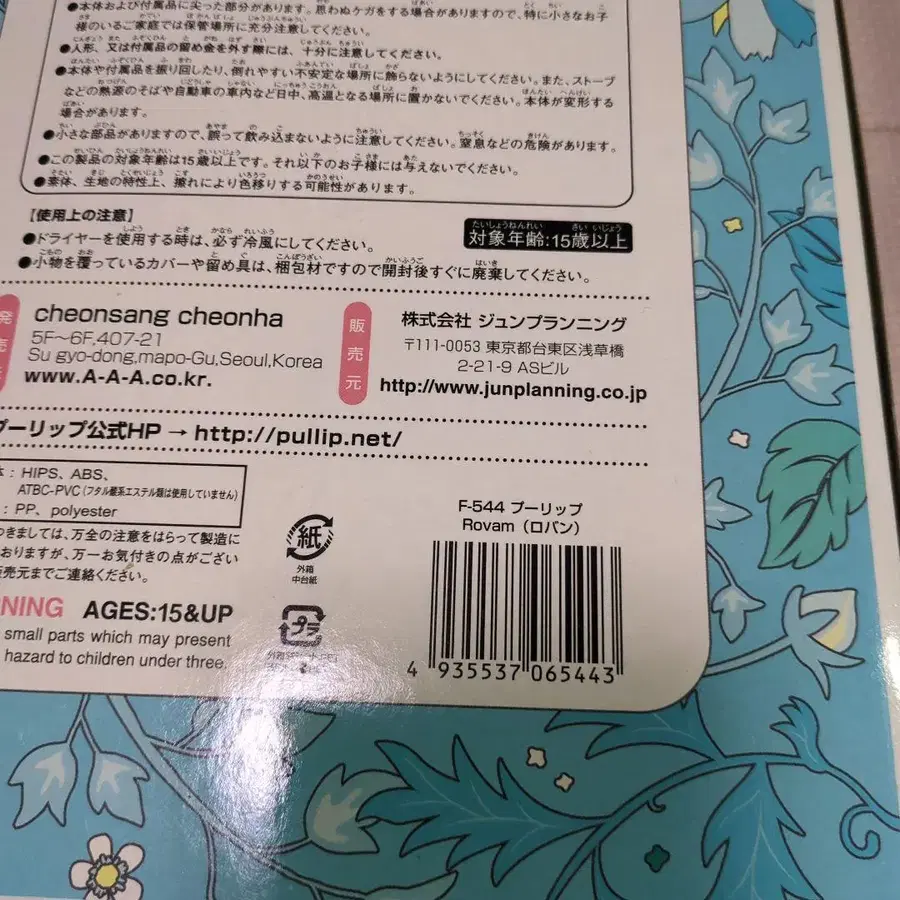 ●本体および付属品に尖った部分があります。思わぬケガをする場合がありますので、特に小さなお子
様のいるご家庭では保管場所に充分注意してください。
●人形、又は付属品の留め金を外す際には、十分に注意してください。
●本体や付属品を振り回したり、倒れやすい不安定な場所に飾らないようにしてください。また、ストーブ
などの熱源のそばや自動車の車内など日中、高温となる場所に置かないでください。本体が変形する
場合があります。
●小さな部品がありますので、誤って飲み込まないように注意してください。窒息などの危険があります。
●この製品の対象年齢は15歳以上です。それ以下のお子様には与えないでください。
●素体、生地の特性上、擦れにより色移りする可能性があります。
【使用上の注意】
●ドライヤーを使用する時は、必ず冷風にしてください。
●小物を覆っているカバーや留め具は、梱包材ですので開封後すぐに廃棄してください。
対象年齢:15歳以上
発売
cheonsang cheonha
5F〜6F,407-21
Su gyo-dong,mapo-Gu,Seoul,Korea
www.A-A-A.co.kr.
販売元
株式会社 ジュンプランニング
〒111-0053 東京都台東区浅草橋
2-21-9 ASビル
http://www.junplanning.co.jp
プーリップ公式HP → http://pullip.net/
体:HIPS、ABS、
ATBC-PVC(フタル酸系エステル類は使用していません)
:PP、polyester
つきましては、万全の注意をはらって製造に
おりますが、万一お気付きの点がござい
販売元までご連絡ください。
RNING AGES:15&UP
small parts which may present
hazard to children under three.
紙
外箱
中台紙
プラ
F-544 プーリップ
Rovam(ロバン)
4 935537 065443